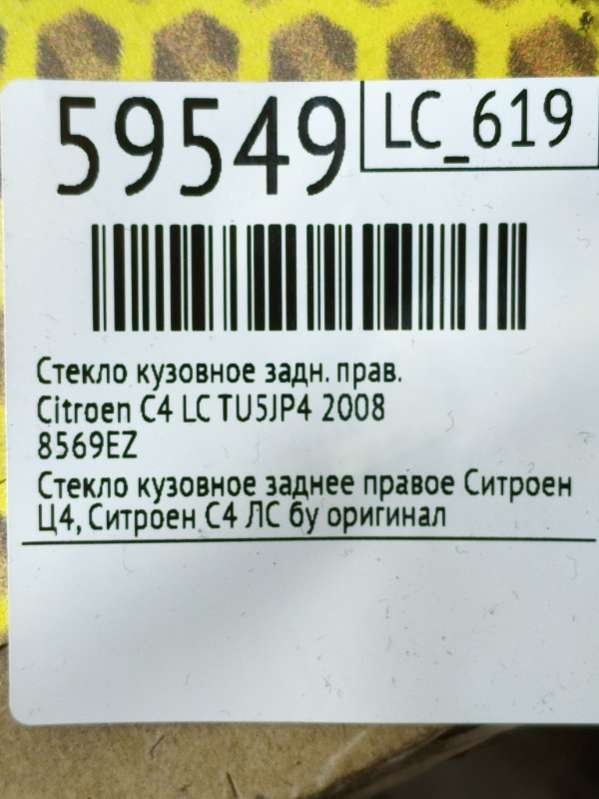 59549
LC_619
Стекло кузовное задн. прав.
Citroen C4 LC TU5JP4 2008
8569EZ
Стекло кузовное заднее правое Ситроен
Ц4, Ситроен С4 ЛС бу оригинал